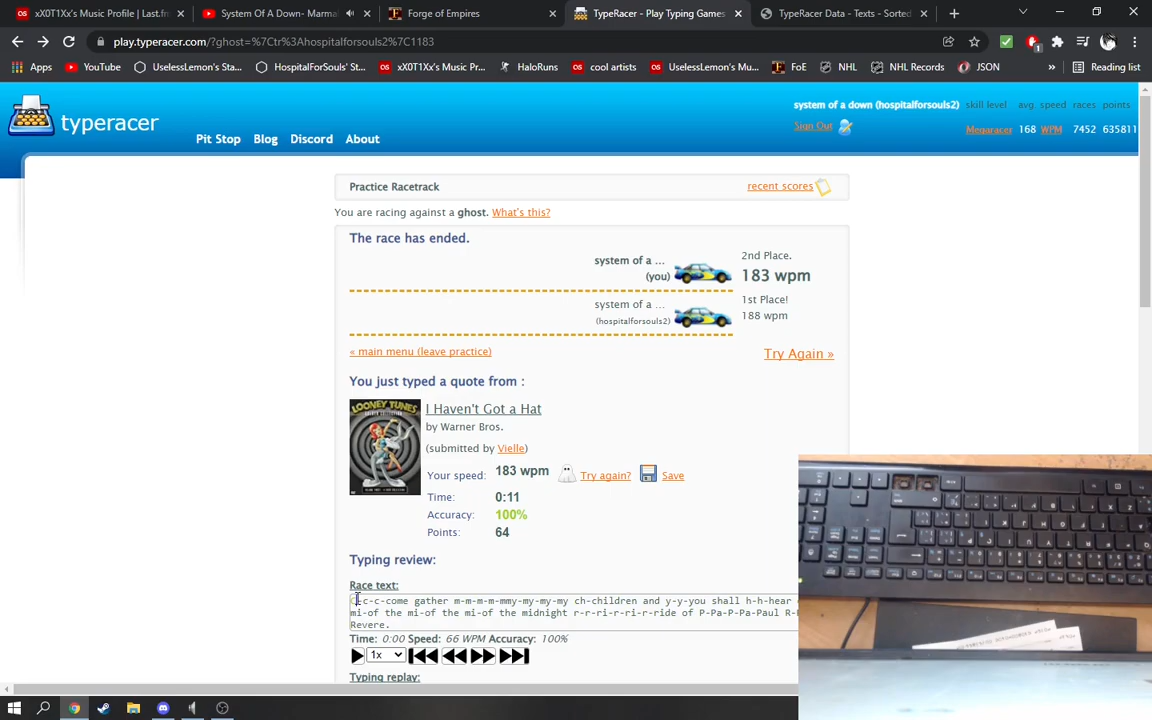 xX0T1Xx's Music Profile | Last.fm
System Of A Down- Marmal
Forge of Empires
TypeRacer - Play Typing Games
TypeRacer Data - Texts - Sorted
play.typeracer.com/?ghost=%7Ctr%3Ahospitalforsouls2%7C1183
Apps
YouTube
UselessLemon's Sta...
HospitalForSouls' St...
xX0T1Xx's Music Pr...
HaloRuns
cool artists
UselessLemon's Mu...
FoE
NHL
NHL Records
JSON
»
Reading list
typeracer
Pit Stop Blog Discord About
system of a down (hospitalforsouls2) skill level avg. speed races points
Sign Out Megaracer 168 WPM 7452 635811
Practice Racetrack
recent scores
You are racing against a ghost. What's this?
The race has ended.
system of a ...
(you)
2nd Place.
183 wpm
system of a ...
(hospitalforsouls2)
1st Place!
188 wpm
« main menu (leave practice)
Try Again »
You just typed a quote from :
LOONEY TUNES
I Haven't Got a Hat
by Warner Bros.
(submitted by Vielle)
Your speed: 183 wpm Try again? Save
Time: 0:11
Accuracy: 100%
Points: 64
Typing review:
Race text:
c-c-come gather m-m-m-m-mmy-my-my-my ch-children and y-y-you shall h-h-hear
mi-of the mi-of the mi-of the midnight r-r-ri-r-ri-r-ride of P-Pa-P-Pa-Paul R-
Revere.
Time: 0:00 Speed: 66 WPM Accuracy: 100%
1x
Typing replay: